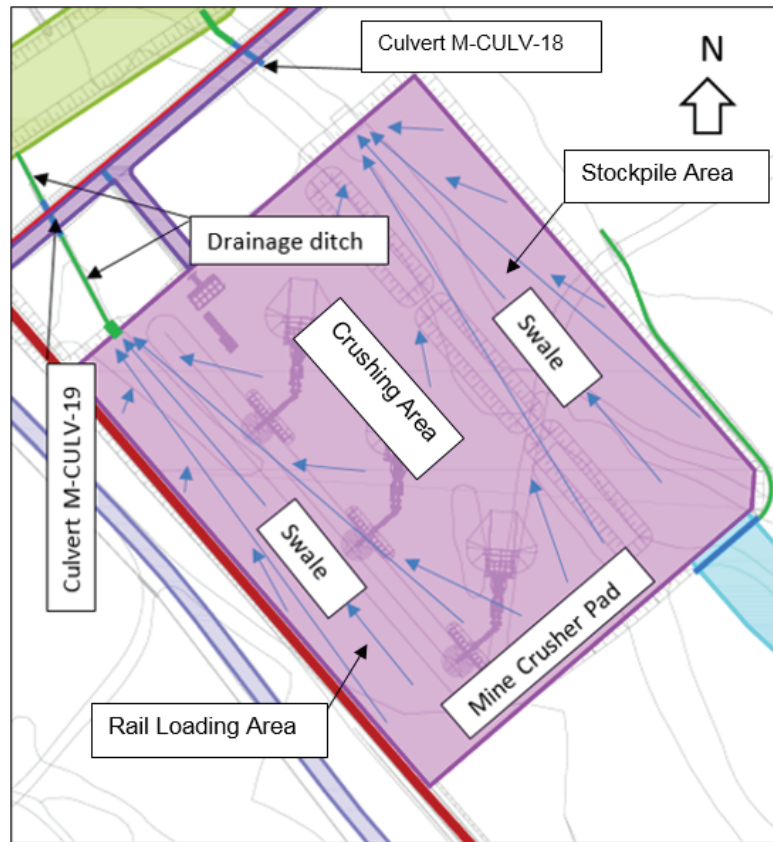 Culvert M-CULV-18
N
Stockpile Area
Drainage ditch
Crushing Area
Swale
Culvert M-CULV-19
Swale
Mine Crusher Pad
Rail Loading Area